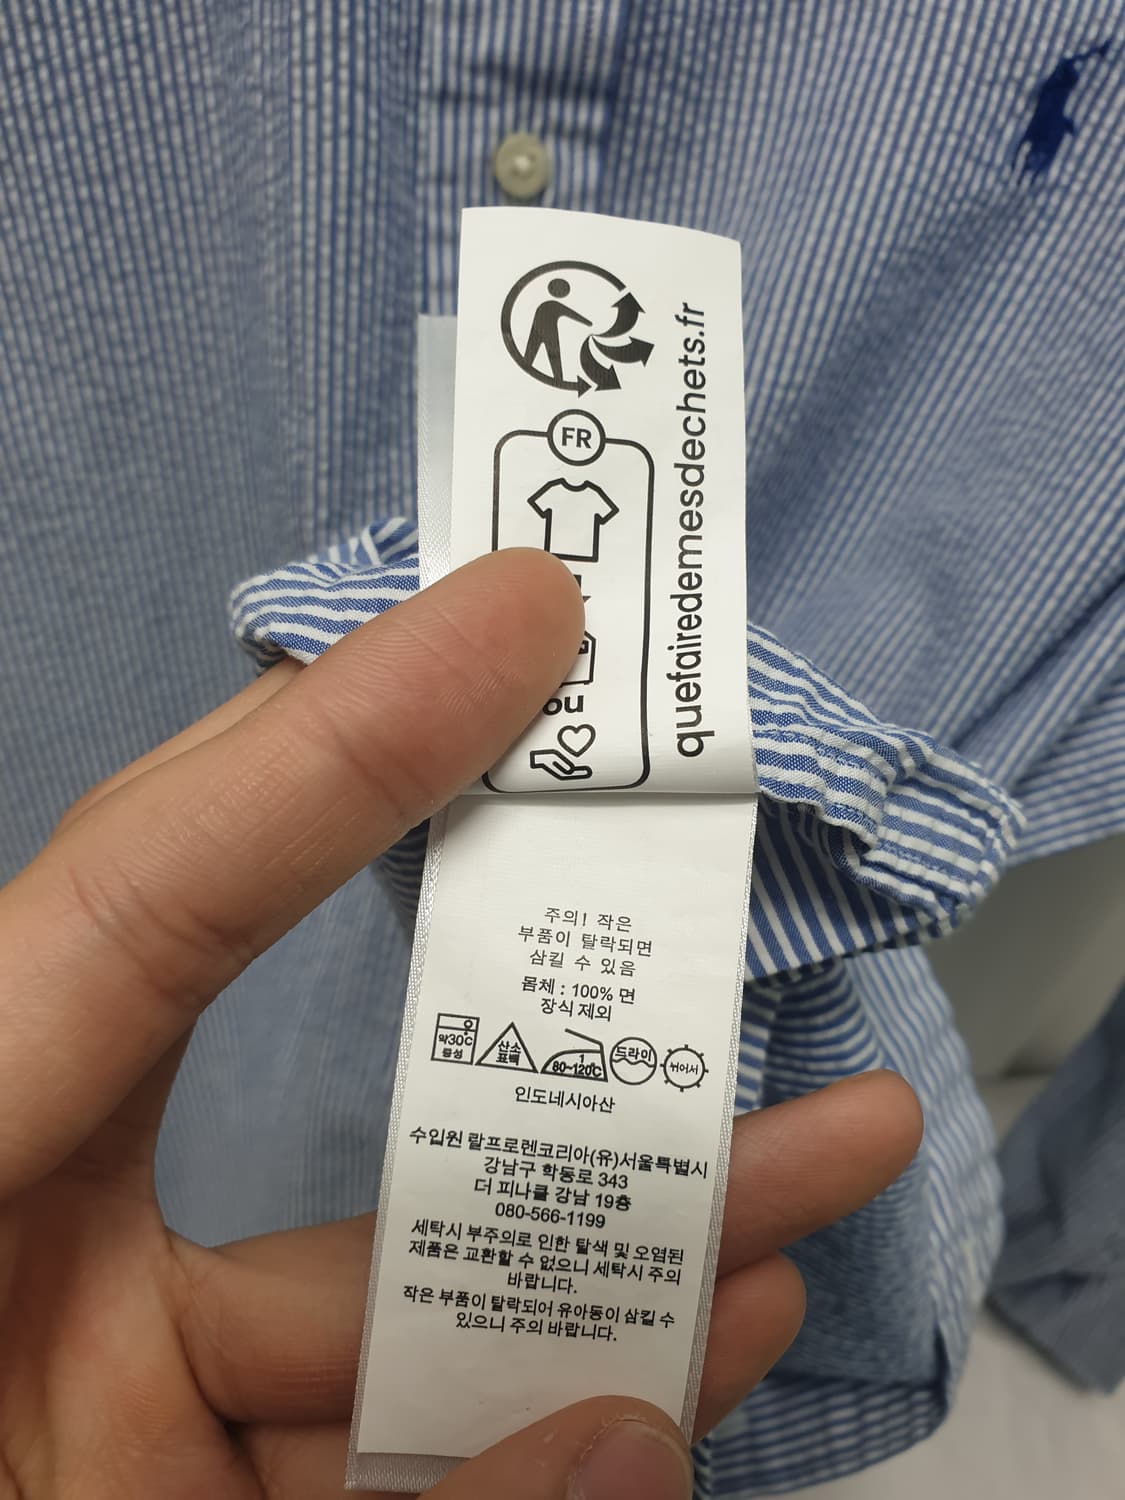 quefairedemesdechets.fr
FR
ou
주의! 작은
부품이 탈락되면
삼킬 수 있음
몸체 : 100% 면
장식 제외
약30℃
중성
산소
표백
1
80~120℃
드라이
뉘어서
인도네시아산
수입원 랄프로렌코리아(유)서울특별시
강남구 학동로 343
더 피나클 강남 19층
080-566-1199
세탁시 부주의로 인한 탈색 및 오염된
제품은 교환할 수 없으니 세탁시 주의
바랍니다.
작은 부품이 탈락되어 유아동이 삼킬 수
있으니 주의 바랍니다.